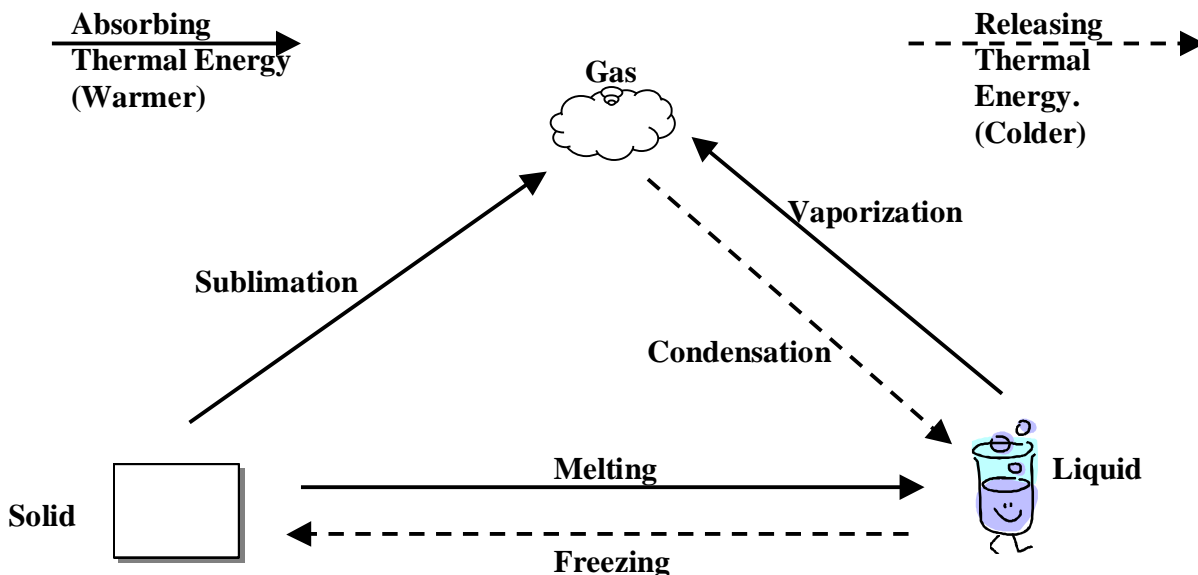 Absorbing
Thermal Energy
(Warmer)
Releasing
Thermal
Energy.
(Colder)
Gas
Vaporization
Sublimation
Condensation
Melting
Liquid
Solid
Freezing